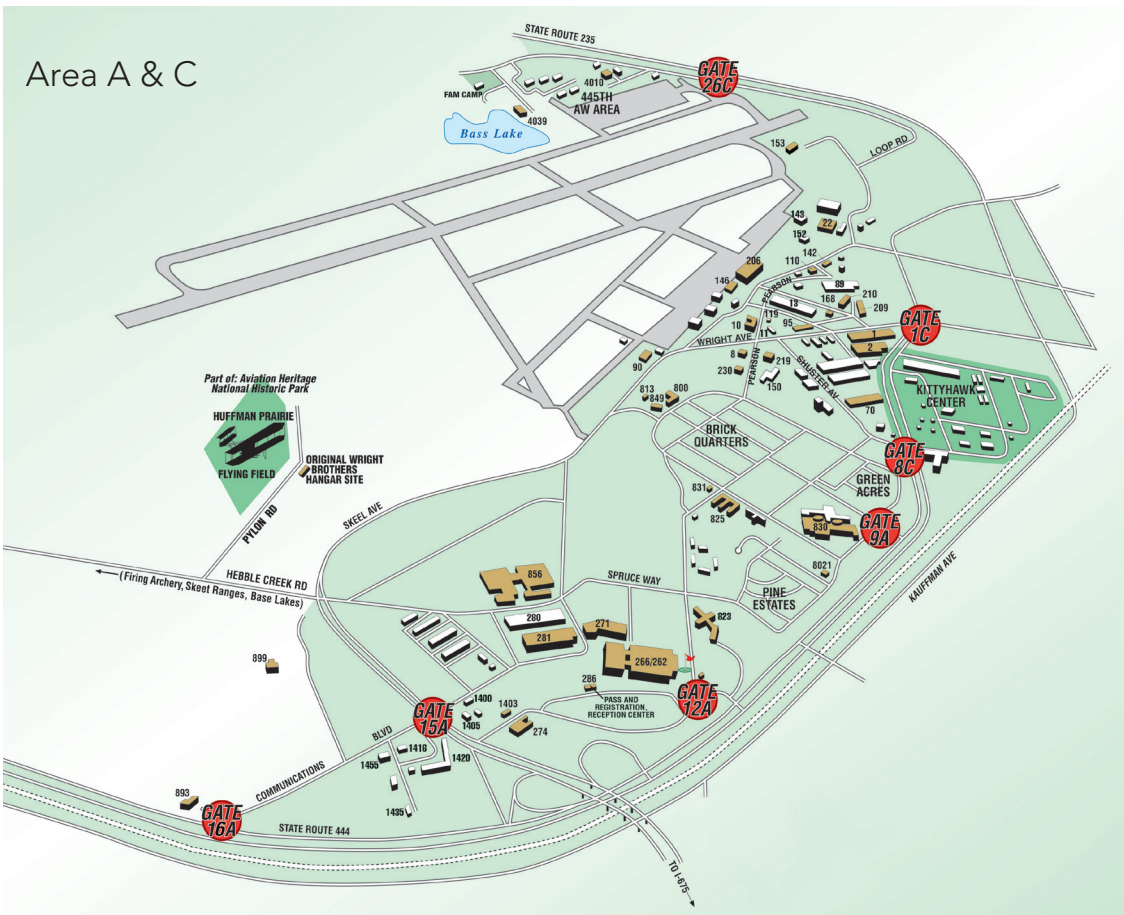 Area A & C
STATE ROUTE 235
GATE
26C
4010
445TH
AW AREA
FAM CAMP
4039
Bass Lake
153
LOOP RD
143
22
152
142
110
206
146
PEARSON
89
13
168
210
209
119
10
11
95
WRIGHT AVE
1
2
GATE
1C
8
219
90
230
PEARSON
150
SHUSTER AV
70
KITTYHAWK
CENTER
813
849
800
BRICK
QUARTERS
GATE
8C
GREEN
ACRES
Part of: Aviation Heritage
National Historic Park
HUFFMAN PRAIRIE
FLYING FIELD
ORIGINAL WRIGHT
BROTHERS
HANGAR SITE
PYLON RD
SKEEL AVE
831
825
830
GATE
9A
8021
PINE
ESTATES
KAUFFMAN AVE
HEBBLE CREEK RD
(Firing Archery, Skeet Ranges, Base Lakes)
856
SPRUCE WAY
280
281
271
823
266/262
899
286
PASS AND
REGISTRATION,
RECEPTION CENTER
GATE
12A
1400
1403
1405
274
GATE
15A
BLVD
1416
1455
1420
COMMUNICATIONS
893
GATE
16A
1435
STATE ROUTE 444
TO I-675